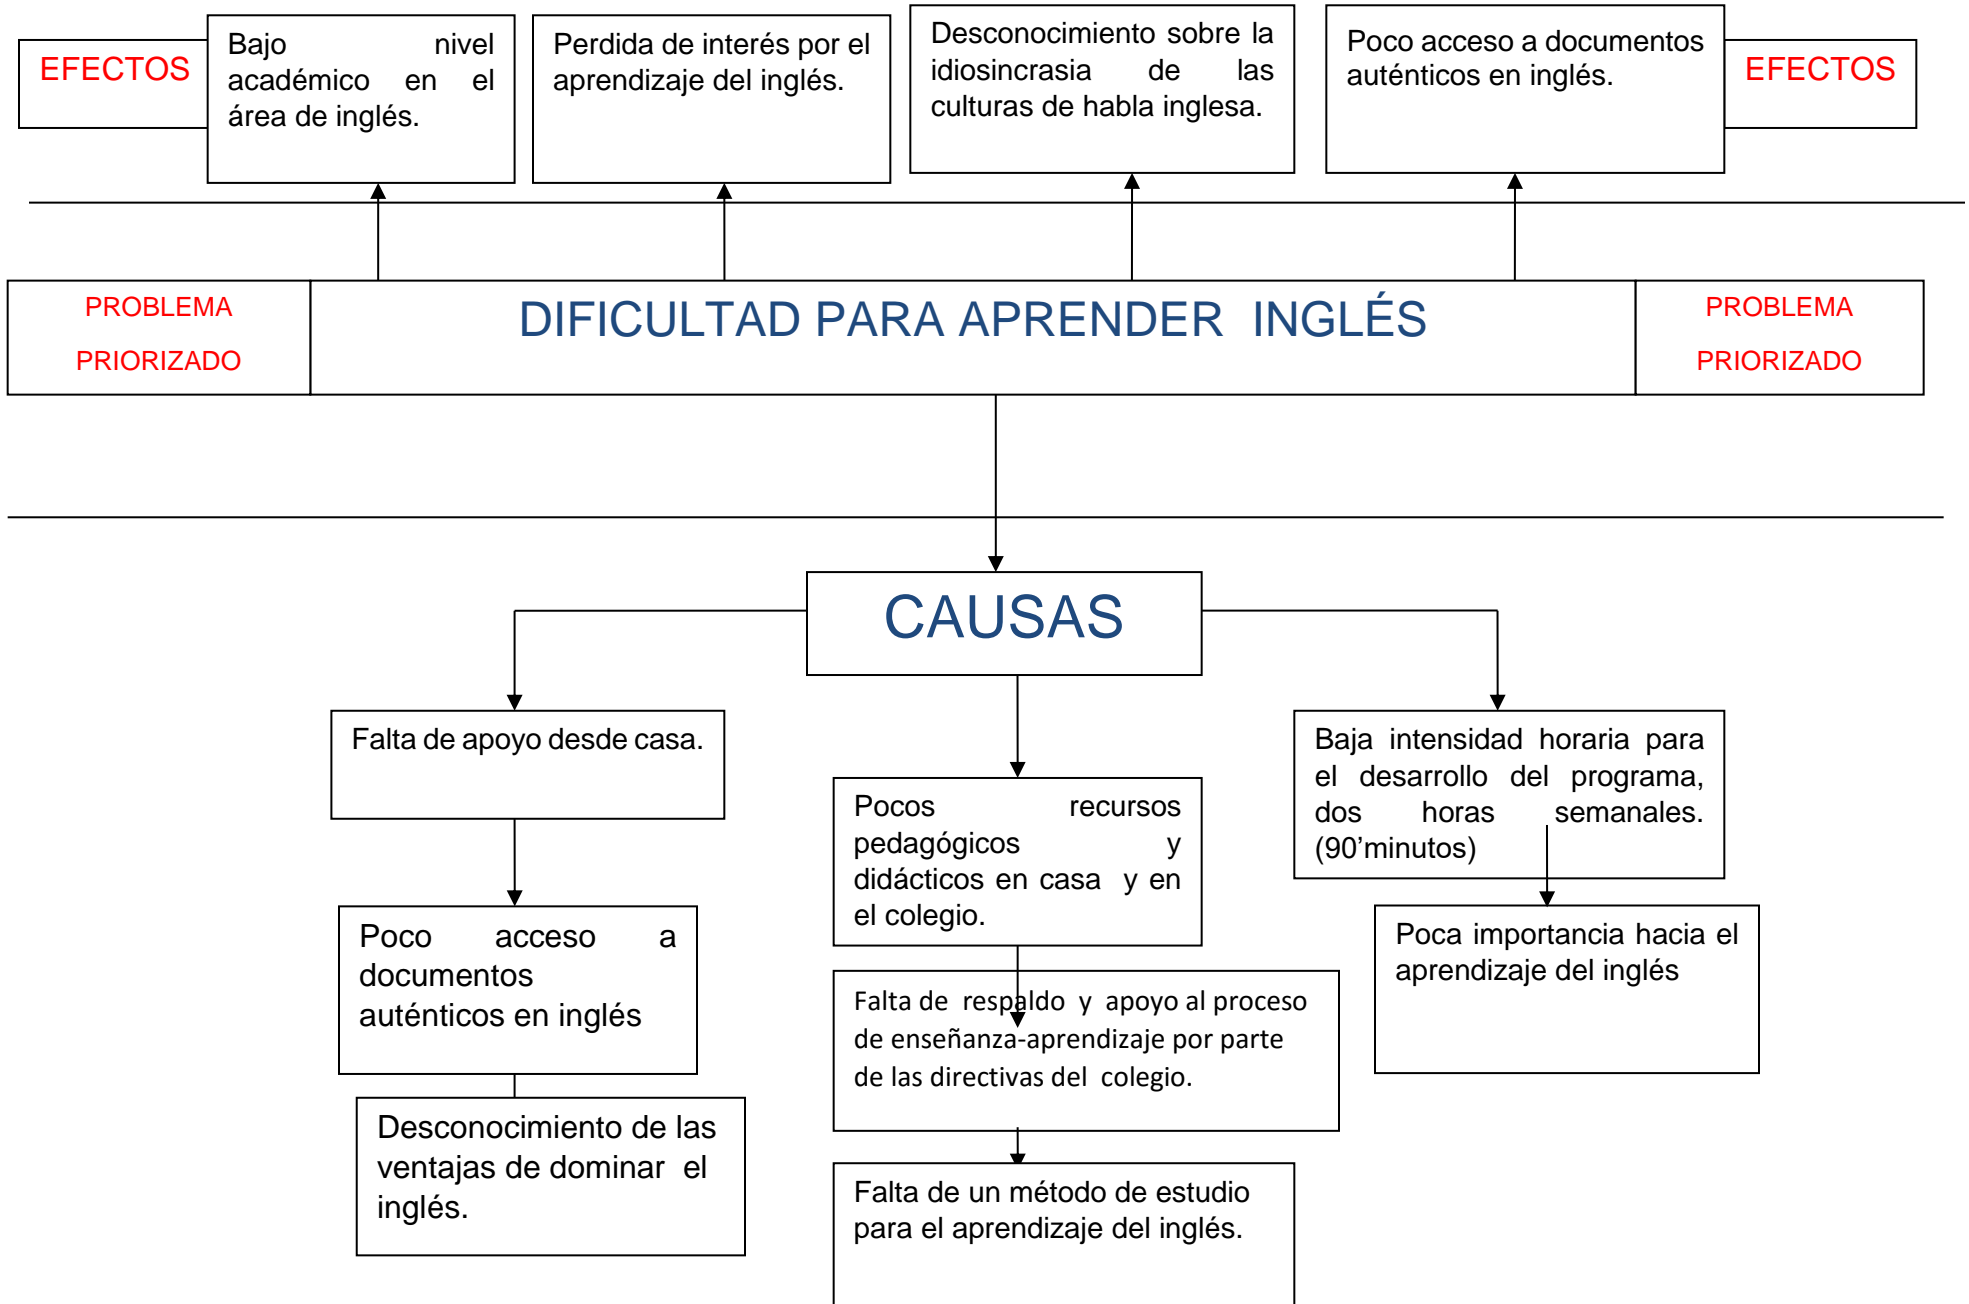 EFECTOS
Bajo nivel
académico en el
área de inglés.
Perdida de interés por el
aprendizaje del inglés.
Desconocimiento sobre la
idiosincrasia de las
culturas de habla inglesa.
Poco acceso a documentos
auténticos en inglés.
EFECTOS
PROBLEMA
PRIORIZADO
DIFICULTAD PARA APRENDER INGLÉS
PROBLEMA
PRIORIZADO
CAUSAS
Falta de apoyo desde casa.
Poco acceso a
documentos
auténticos en inglés
Desconocimiento de las
ventajas de dominar el
inglés.
Pocos recursos
pedagógicos y
didácticos en casa y en
el colegio.
Falta de respaldo y apoyo al proceso
de enseñanza-aprendizaje por parte
de las directivas del colegio.
Falta de un método de estudio
para el aprendizaje del inglés.
Baja intensidad horaria para
el desarrollo del programa,
dos horas semanales.
(90’minutos)
Poca importancia hacia el
aprendizaje del inglés